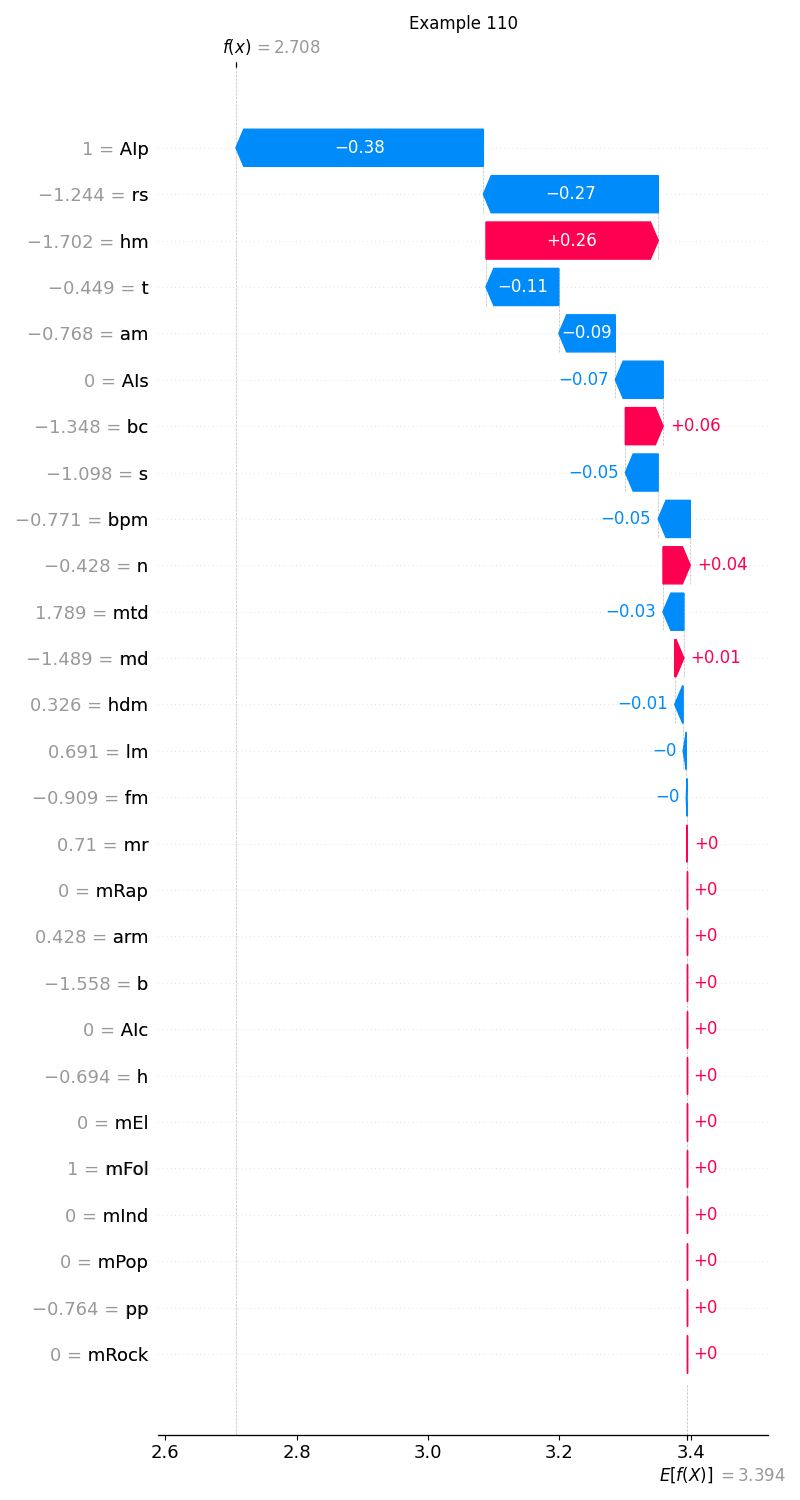 Example 110
f(x) = 2.708
1 = AIp −0.38
−1.244 = rs −0.27
−1.702 = hm +0.26
−0.449 = t −0.11
−0.768 = am −0.09
0 = AIs −0.07
−1.348 = bc +0.06
−1.098 = s −0.05
−0.771 = bpm −0.05
−0.428 = n +0.04
1.789 = mtd −0.03
−1.489 = md +0.01
0.326 = hdm −0.01
0.691 = lm −0
−0.909 = fm −0
0.71 = mr +0
0 = mRap +0
0.428 = arm +0
−1.558 = b +0
0 = AIc +0
−0.694 = h +0
0 = mEl +0
1 = mFol +0
0 = mInd +0
0 = mPop +0
−0.764 = pp +0
0 = mRock +0
2.6 2.8 3.0 3.2 3.4
E[f(X)] = 3.394